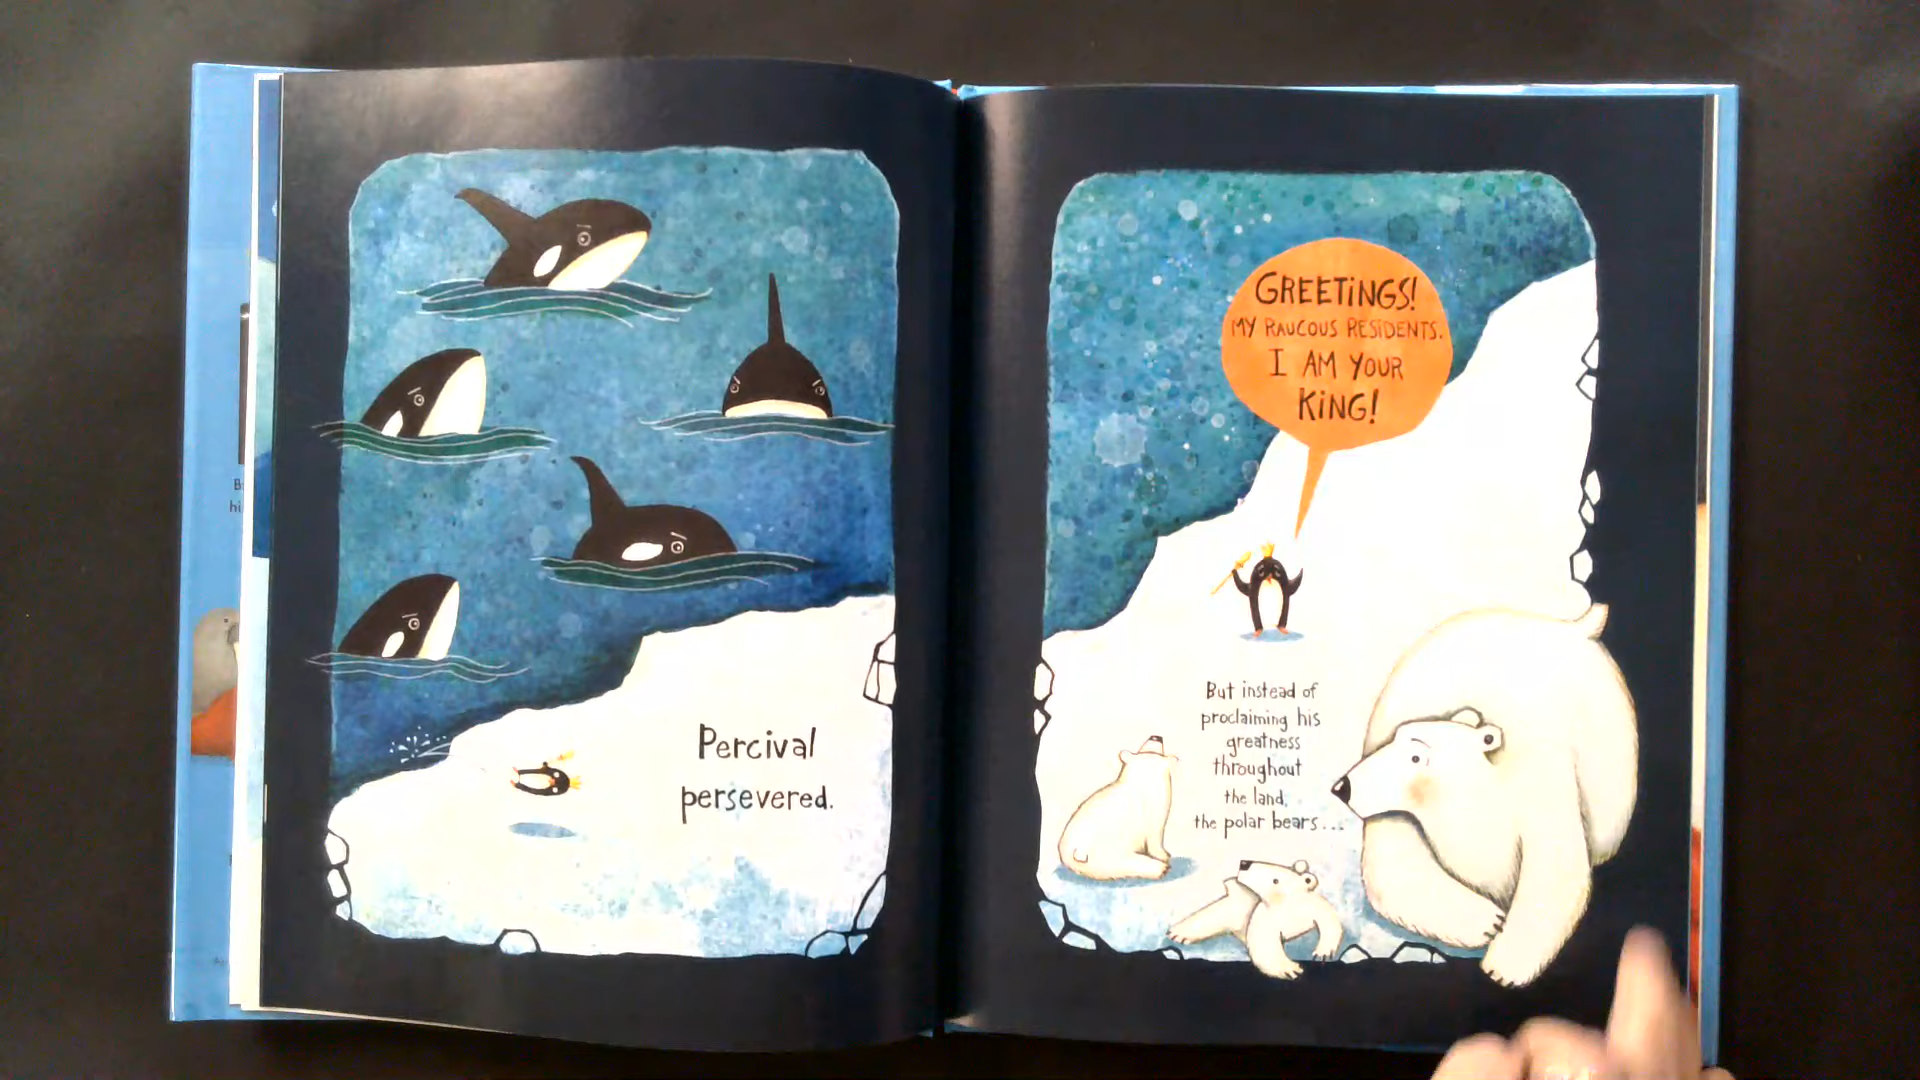 Percival
persevered.
GREETiNGS!
MY RAUCOUS RESiDENTS.
I AM YOUR
KiNG!
But instead of
proclaiming his
greatness
throughout
the land,
the polar bears...